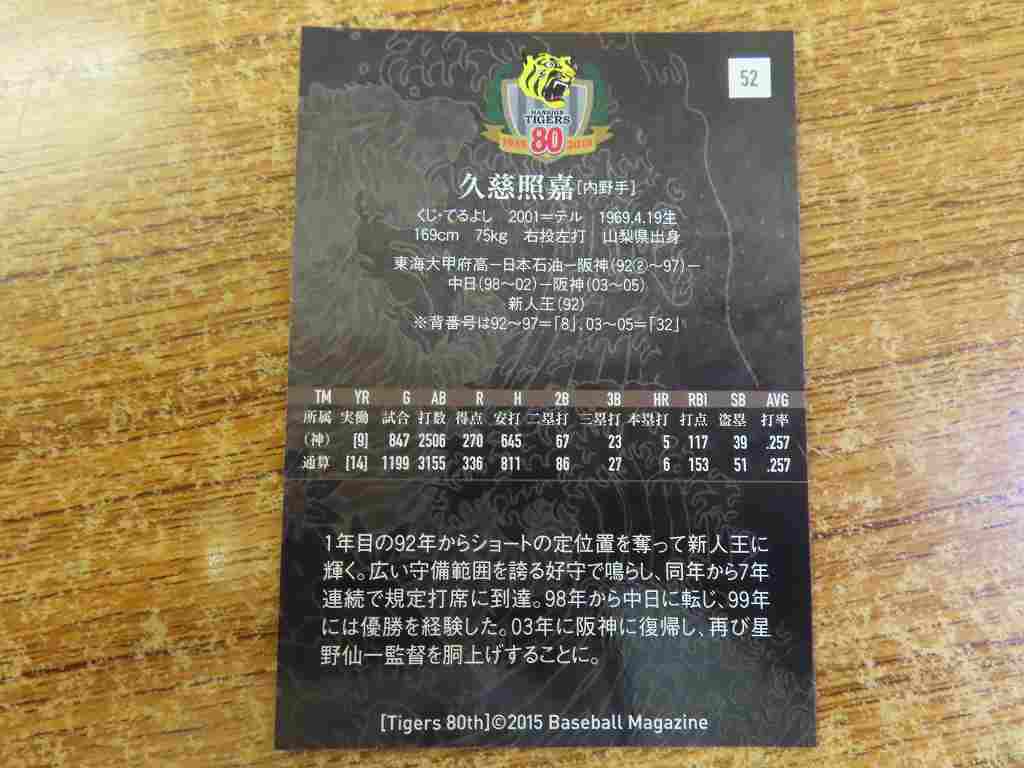 52
HANSHIN
TIGERS
1935 80 2015
久慈照嘉[内野手]
くじ・てるよし 2001=テル 1969.4.19生
169cm 75kg 右投左打 山梨県出身
東海大甲府高ー日本石油ー阪神(92②〜97)ー
中日(98〜02)ー阪神(03〜05)
新人王(92)
※背番号は92〜97=「8」、03〜05=「32」
TM YR G AB R H 2B 3B HR RBI SB AVG
所属 実働 試合 打数 得点 安打 二塁打 三塁打 本塁打 打点 盗塁 打率
(神) [9] 847 2506 270 645 67 23 5 117 39 .257
通算 [14] 1199 3155 336 811 86 27 6 153 51 .257
1年目の92年からショートの定位置を奪って新人王に
輝く。広い守備範囲を誇る好守で鳴らし、同年から7年
連続で規定打席に到達。98年から中日に転じ、99年
には優勝を経験した。03年に阪神に復帰し、再び星
野仙一監督を胴上げすることに。
[Tigers 80th]©2015 Baseball Magazine